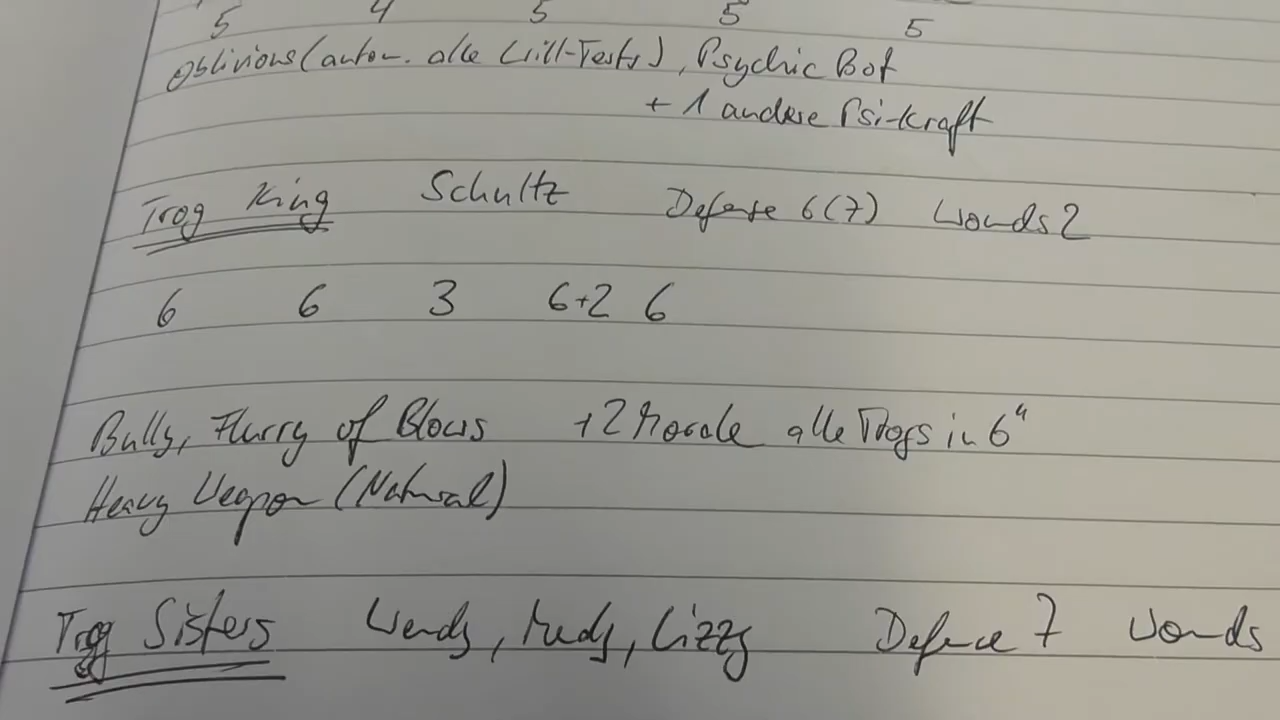 5 4 5 5 5
Oblivious (autom. alle Will-Tests), Psychic Bot
+ 1 andere Psi-Kraft
Trog King Schultz Defense 6(7) Wounds 2
6 6 3 6+2 6
Bully, Flurry of Blows +2 Morale alle Trogs in 6"
Heavy Weapon (Natural)
Trog Sisters Wendy, Lizzy Defence 7 Wounds